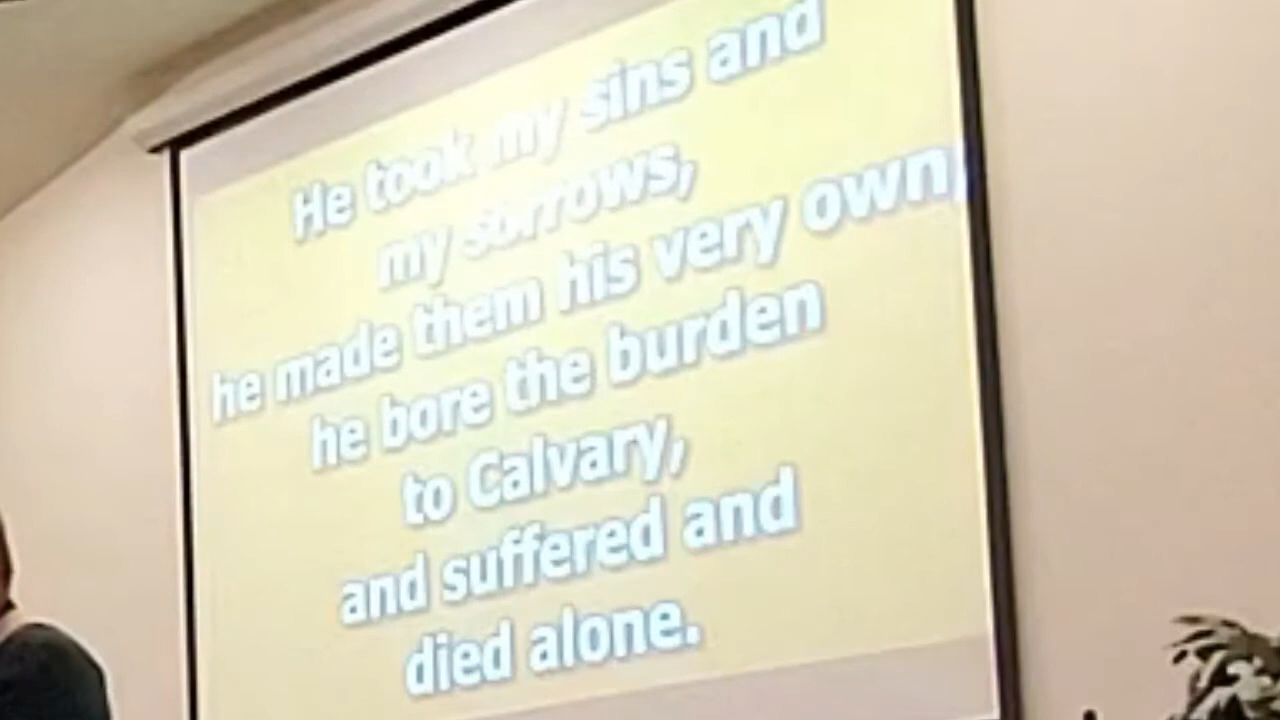 He took my sins and
my sorrows,
he made them his very own,
he bore the burden
to Calvary,
and suffered and
died alone.